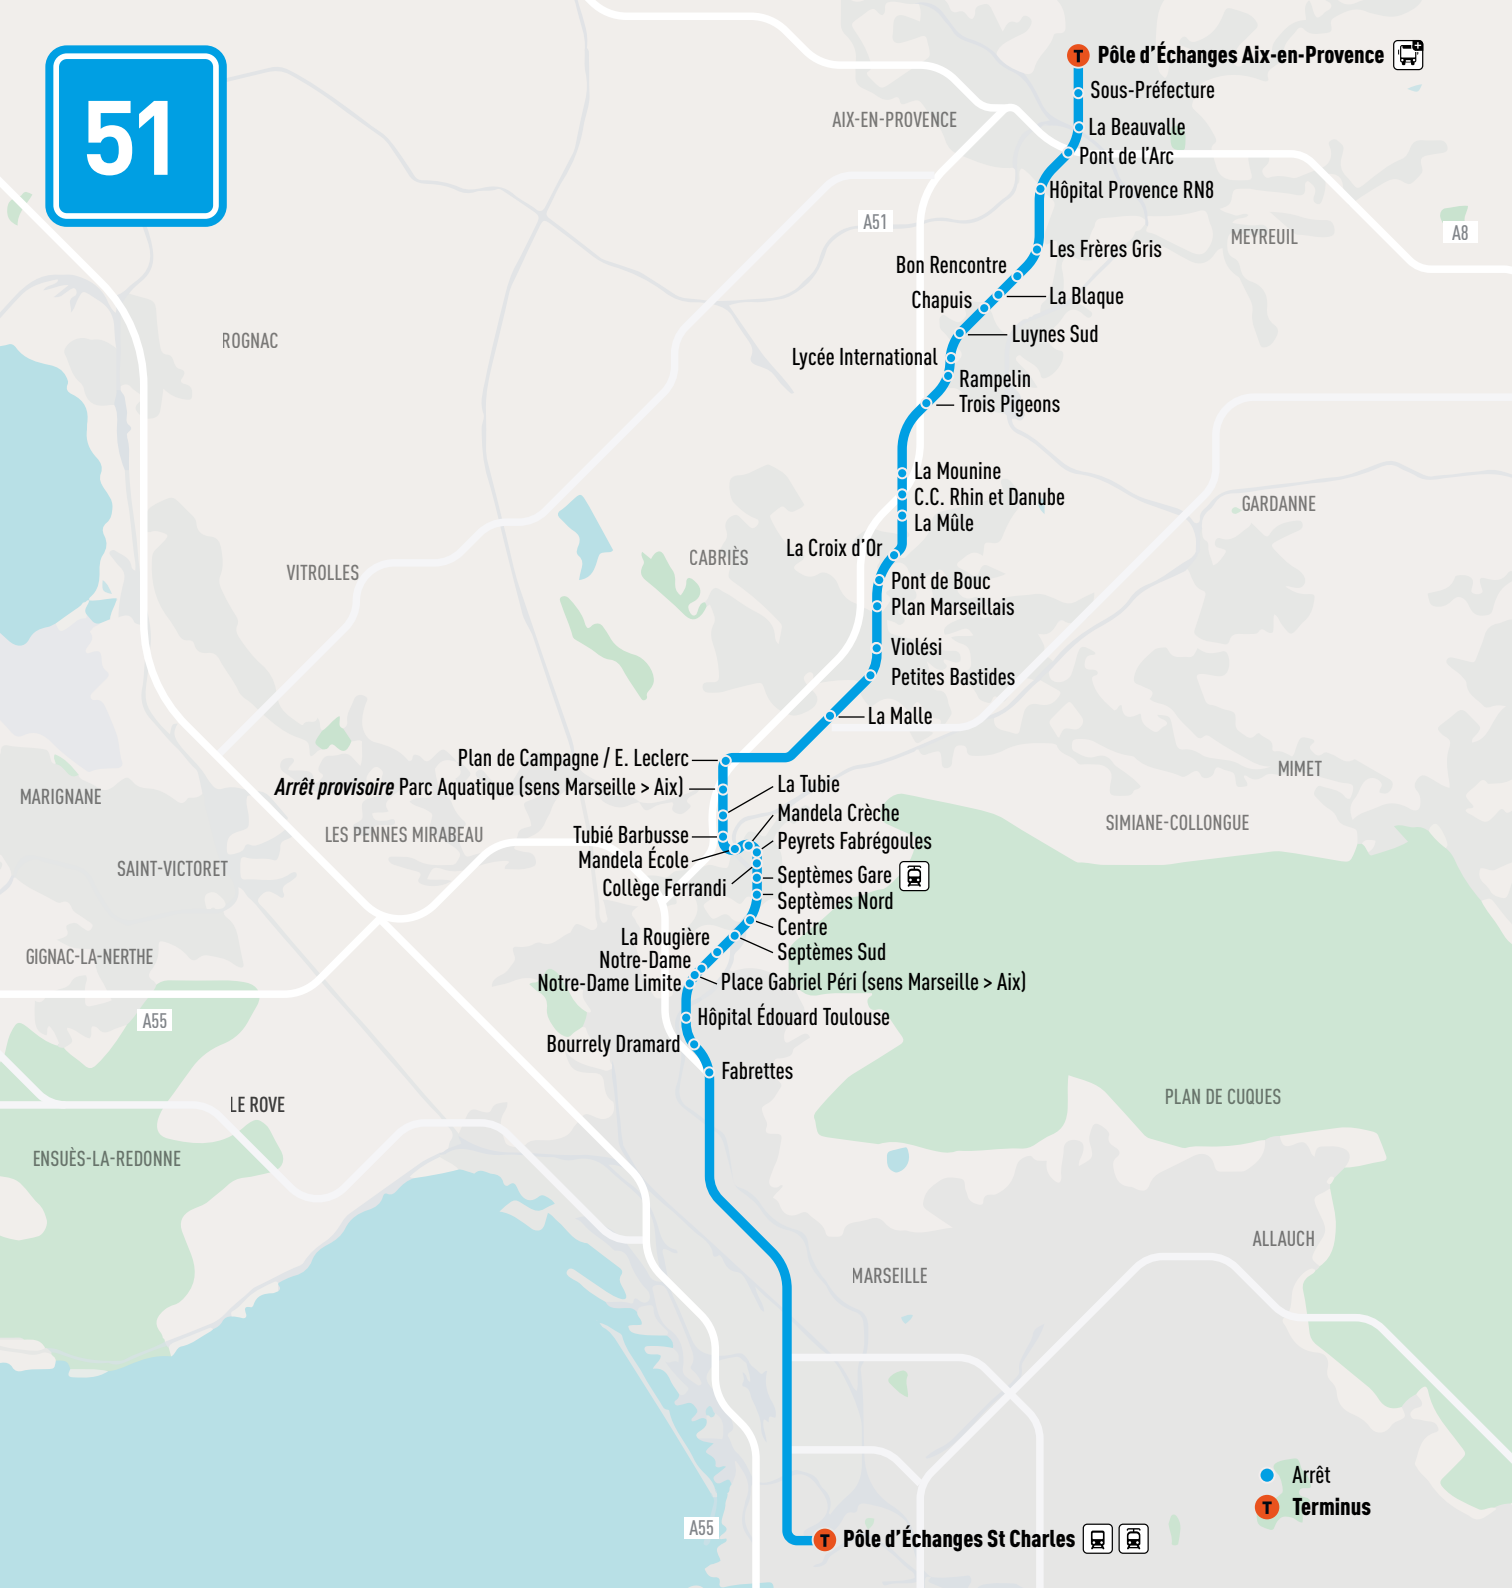 51
Pôle d'Échanges Aix-en-Provence
Sous-Préfecture
AIX-EN-PROVENCE
La Beauvalle
Pont de l'Arc
Hôpital Provence RN8
A51
A8
MEYREUIL
Les Frères Gris
Bon Rencontre
La Blaque
Chapuis
Luynes Sud
ROGNAC
Lycée International
Rampelin
Trois Pigeons
La Mounine
C.C. Rhin et Danube
GARDANNE
La Mûle
La Croix d'Or
CABRIÈS
VITROLLES
Pont de Bouc
Plan Marseillais
Violési
Petites Bastides
La Malle
Plan de Campagne / E. Leclerc
MIMET
Arrêt provisoire Parc Aquatique (sens Marseille > Aix)
La Tubie
MARIGNANE
Mandela Crèche
SIMIANE-COLLONGUE
LES PENNES MIRABEAU
Tubié Barbusse
Peyrets Fabrégoules
Mandela École
SAINT-VICTORET
Septèmes Gare
Collège Ferrandi
Septèmes Nord
Centre
La Rougière
Septèmes Sud
GIGNAC-LA-NERTHE
Notre-Dame
Notre-Dame Limite
Place Gabriel Péri (sens Marseille > Aix)
A55
Hôpital Édouard Toulouse
Bourrely Dramard
Fabrettes
PLAN DE CUQUES
LE ROVE
ENSUÈS-LA-REDONNE
ALLAUCH
MARSEILLE
Arrêt
T Terminus
A55
T Pôle d'Échanges St Charles
T